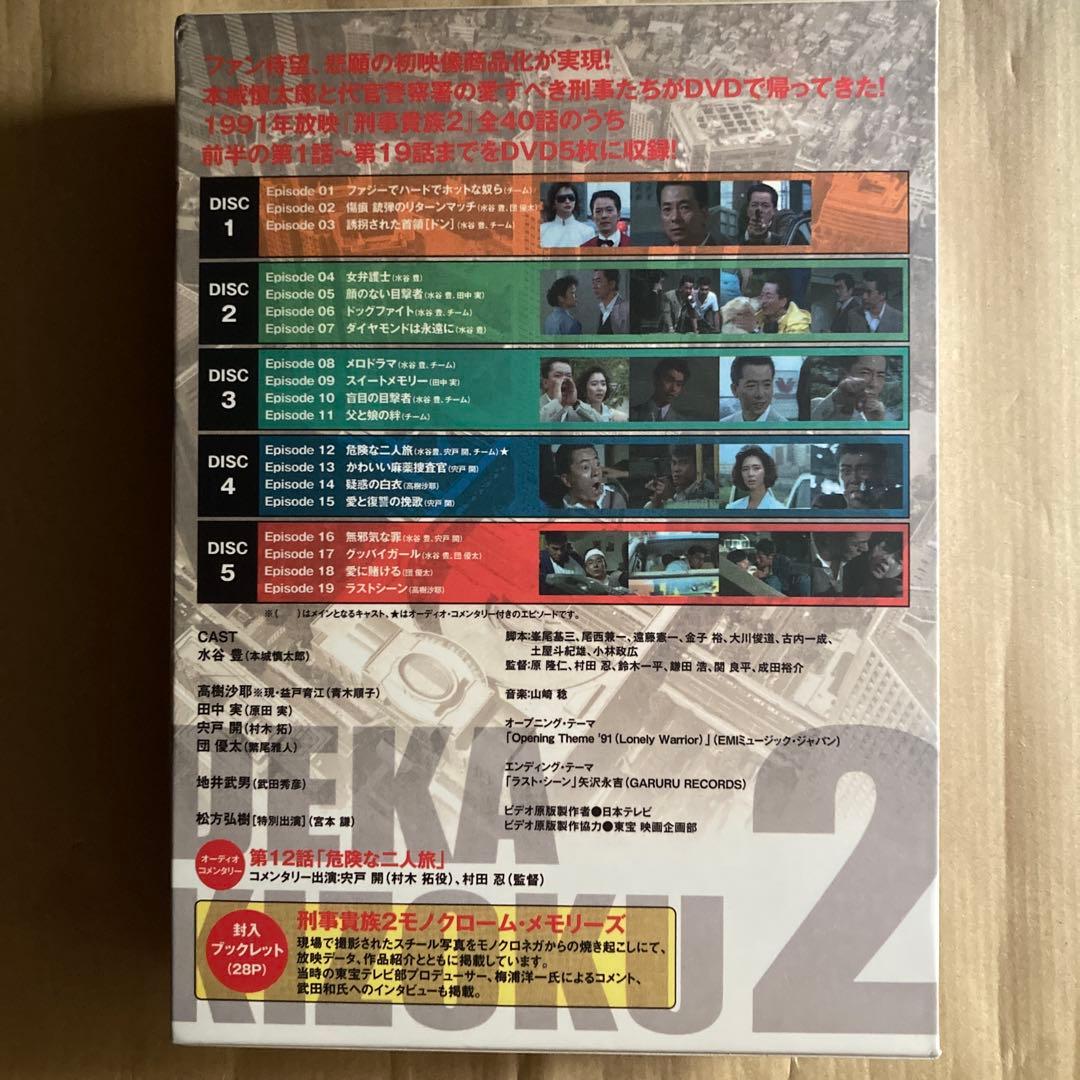 ファン待望、悲願の初映像商品化が実現!
本城慎太郎と代官警察署の愛すべき刑事たちがDVDで帰ってきた!
1991年放映『刑事貴族2』全40話のうち
前半の第1話〜第19話までをDVD5枚に収録!
DISC 1
Episode 01 ファジーでハードでホットな奴ら(チーム)
Episode 02 傷痕 銃弾のリターンマッチ(水谷 豊、団 優太)
Episode 03 誘拐された首領[ドン](水谷 豊、チーム)
DISC 2
Episode 04 女弁護士(水谷 豊)
Episode 05 顔のない目撃者(水谷 豊、田中 実)
Episode 06 ドッグファイト(水谷 豊、チーム)
Episode 07 ダイヤモンドは永遠に(水谷 豊)
DISC 3
Episode 08 メロドラマ(水谷 豊、チーム)
Episode 09 スイートメモリー(田中 実)
Episode 10 盲目の目撃者(水谷 豊、チーム)
Episode 11 父と娘の絆(チーム)
DISC 4
Episode 12 危険な二人旅(水谷豊、宍戸 開、チーム)★
Episode 13 かわいい麻薬捜査官(宍戸 開)
Episode 14 疑惑の白衣(高樹沙耶)
Episode 15 愛と復讐の挽歌(宍戸 開)
DISC 5
Episode 16 無邪気な罪(水谷 豊、宍戸 開)
Episode 17 グッバイガール(水谷 豊、団 優太)
Episode 18 愛に賭ける(団 優太)
Episode 19 ラストシーン(高樹沙耶)
※( )はメインとなるキャスト、★はオーディオ・コメンタリー付きのエピソードです。
CAST
水谷 豊(本城慎太郎)
高樹沙耶※現・益戸育江(青木順子)
田中 実(原田 実)
宍戸 開(村木 拓)
団 優太(繁尾雅人)
地井武男(武田秀彦)
松方弘樹[特別出演](宮本 謙)
脚本:峯尾基三、尾西兼一、遠藤憲一、金子 裕、大川俊道、古内一成、
土屋斗紀雄、小林政広
監督:原 隆仁、村田 忍、鈴木一平、鎌田 浩、関 良平、成田裕介
音楽:山崎 稔
オープニング・テーマ
「Opening Theme '91(Lonely Warrior)」(EMIミュージック・ジャパン)
エンディング・テーマ
「ラスト・シーン」矢沢永吉(GARURU RECORDS)
ビデオ原版製作者●日本テレビ
ビデオ原版製作協力●東宝 映画企画部
DEKA
KIZOKU 2
オーディオ
コメンタリー
第12話「危険な二人旅」
コメンタリー出演:宍戸 開(村木 拓役)、村田 忍(監督)
封入
ブックレット
(28P)
刑事貴族2モノクローム・メモリーズ
現場で撮影されたスチール写真をモノクロネガからの焼き起こしにて、
放映データ、作品紹介とともに掲載しています。
当時の東宝テレビ部プロデューサー、梅浦洋一氏によるコメント、
武田和氏へのインタビューも掲載。